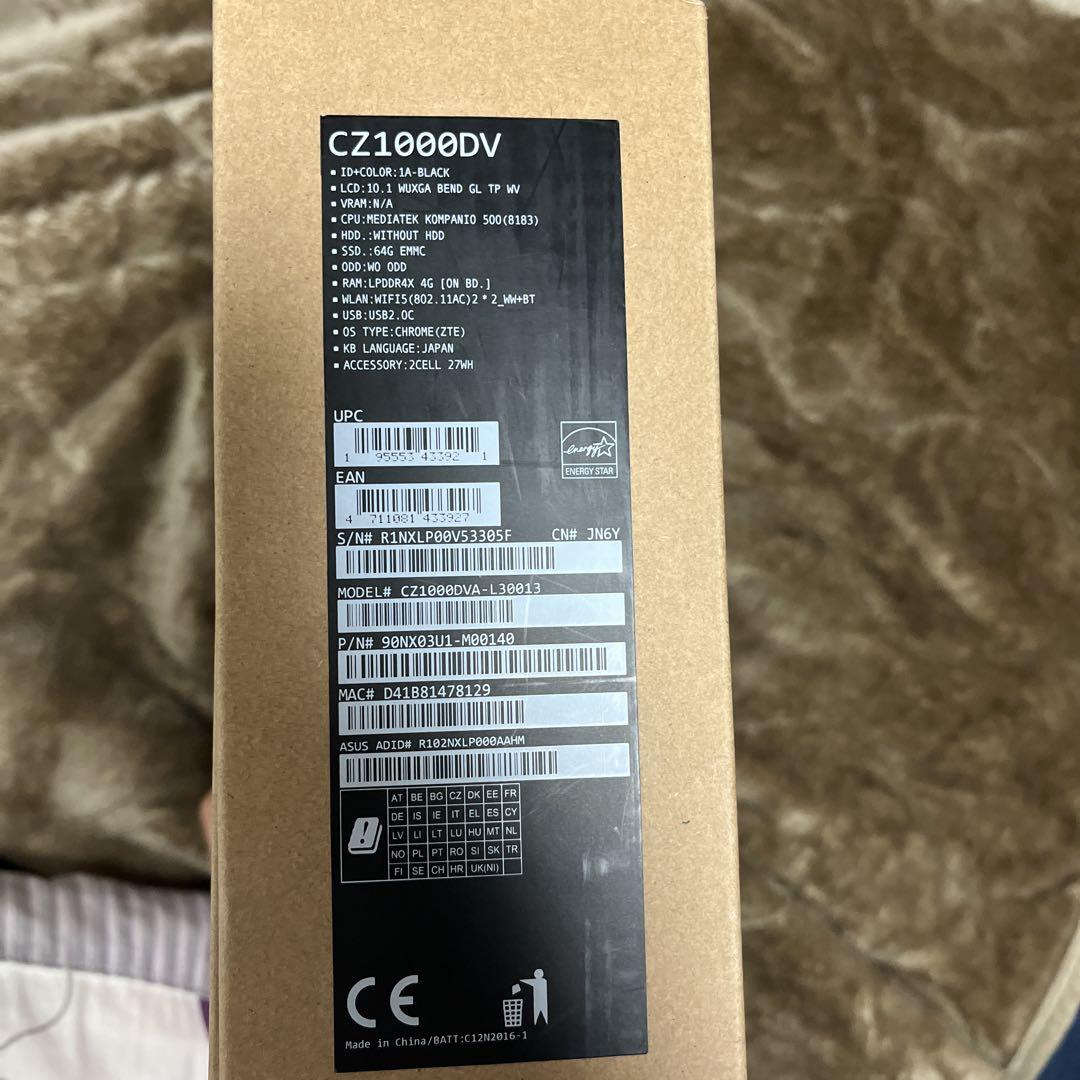 CZ1000DV
▪ ID+COLOR:1A-BLACK
▪ LCD:10.1 WUXGA BEND GL TP WV
▪ VRAM:N/A
▪ CPU:MEDIATEK KOMPANIO 500(8183)
▪ HDD.:WITHOUT HDD
▪ SSD.:64G EMMC
▪ ODD:WO ODD
▪ RAM:LPDDR4X 4G [ON BD.]
▪ WLAN:WIFI5(802.11AC)2*2_WW+BT
▪ USB:USB2.0C
▪ OS TYPE:CHROME(ZTE)
▪ KB LANGUAGE:JAPAN
▪ ACCESSORY:2CELL 27WH
UPC
1 95553 43392 1
energy
ENERGY STAR
EAN
4 711081 433927
S/N# R1NXLP00V53305F CN# JN6Y
MODEL# CZ1000DVA-L30013
P/N# 90NX03U1-M00140
MAC# D41B81478129
ASUS ADID# R102NXLP000AAHM
AT BE BG CZ DK EE FR
DE IS IE IT EL ES CY
LV LI LT LU HU MT NL
NO PL PT RO SI SK TR
FI SE CH HR UK(NI)
CE
Made in China/BATT:C12N2016-1